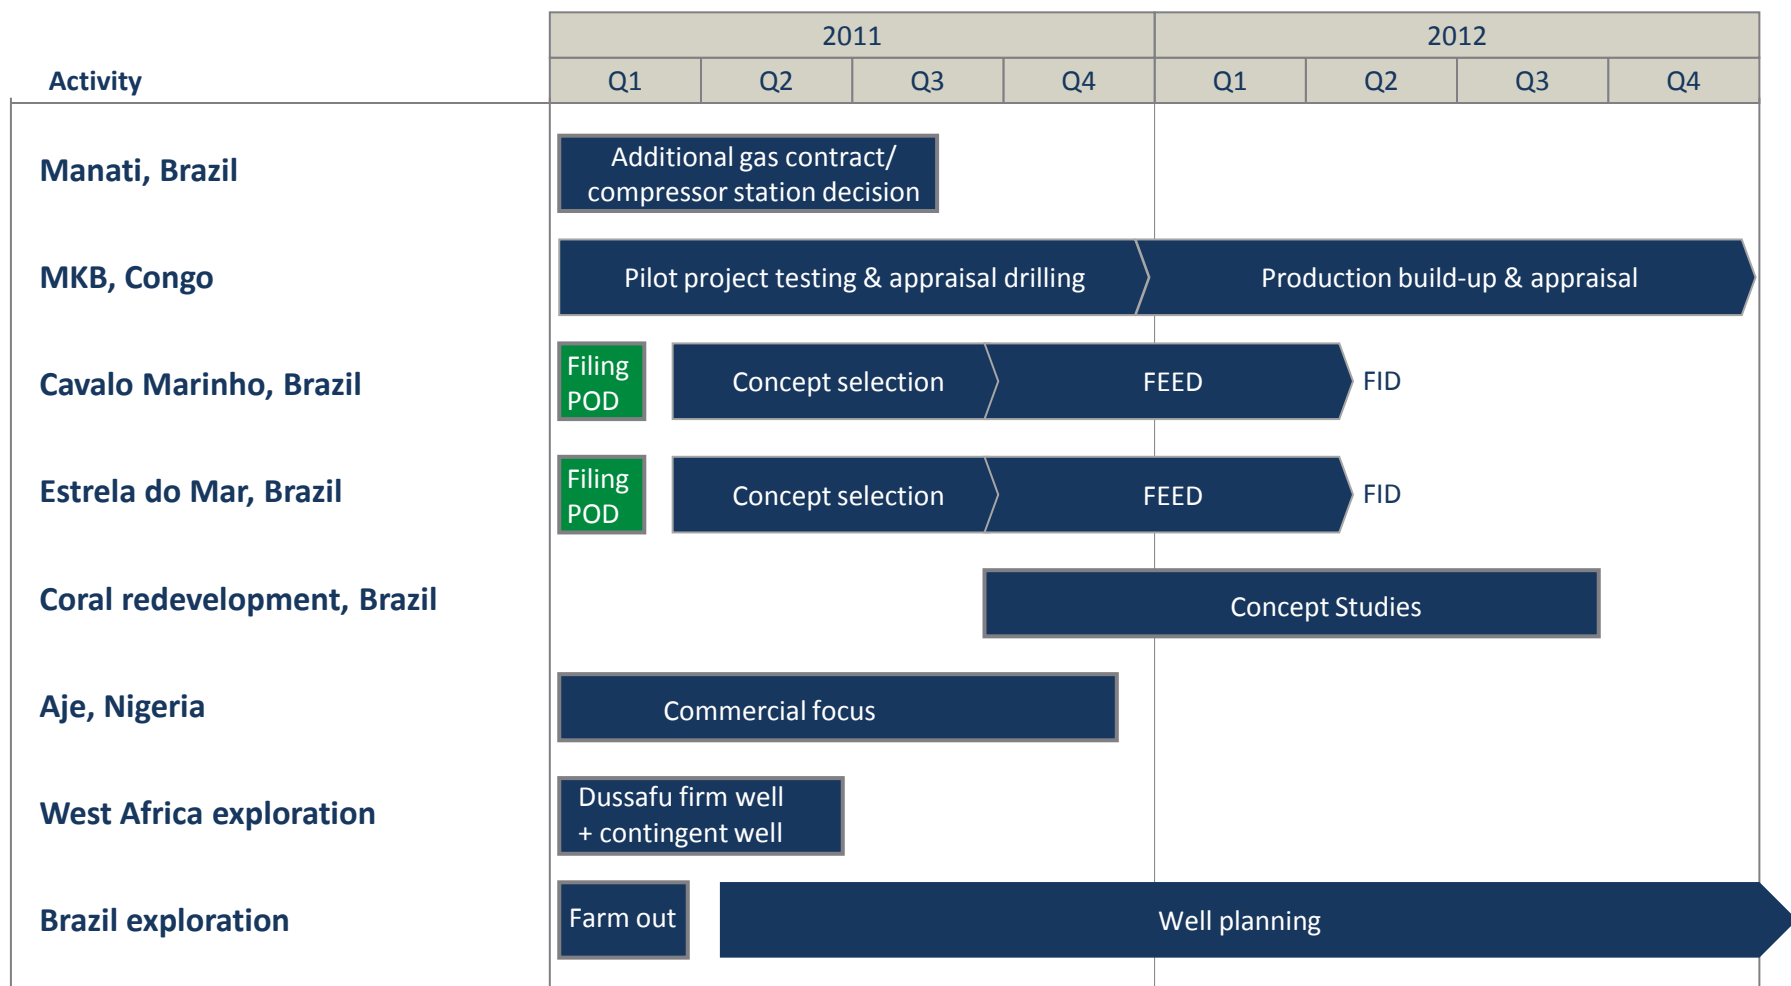 2011
2012
Activity
Q1
Q2
Q3
Q4
Q1
Q2
Q3
Q4
Manati, Brazil
Additional gas contract/
compressor station decision
MKB, Congo
Pilot project testing & appraisal drilling
Production build-up & appraisal
Cavalo Marinho, Brazil
Filing
POD
Concept selection
FEED
FID
Estrela do Mar, Brazil
Filing
POD
Concept selection
FEED
FID
Coral redevelopment, Brazil
Concept Studies
Aje, Nigeria
Commercial focus
West Africa exploration
Dussafu firm well
+ contingent well
Brazil exploration
Farm out
Well planning